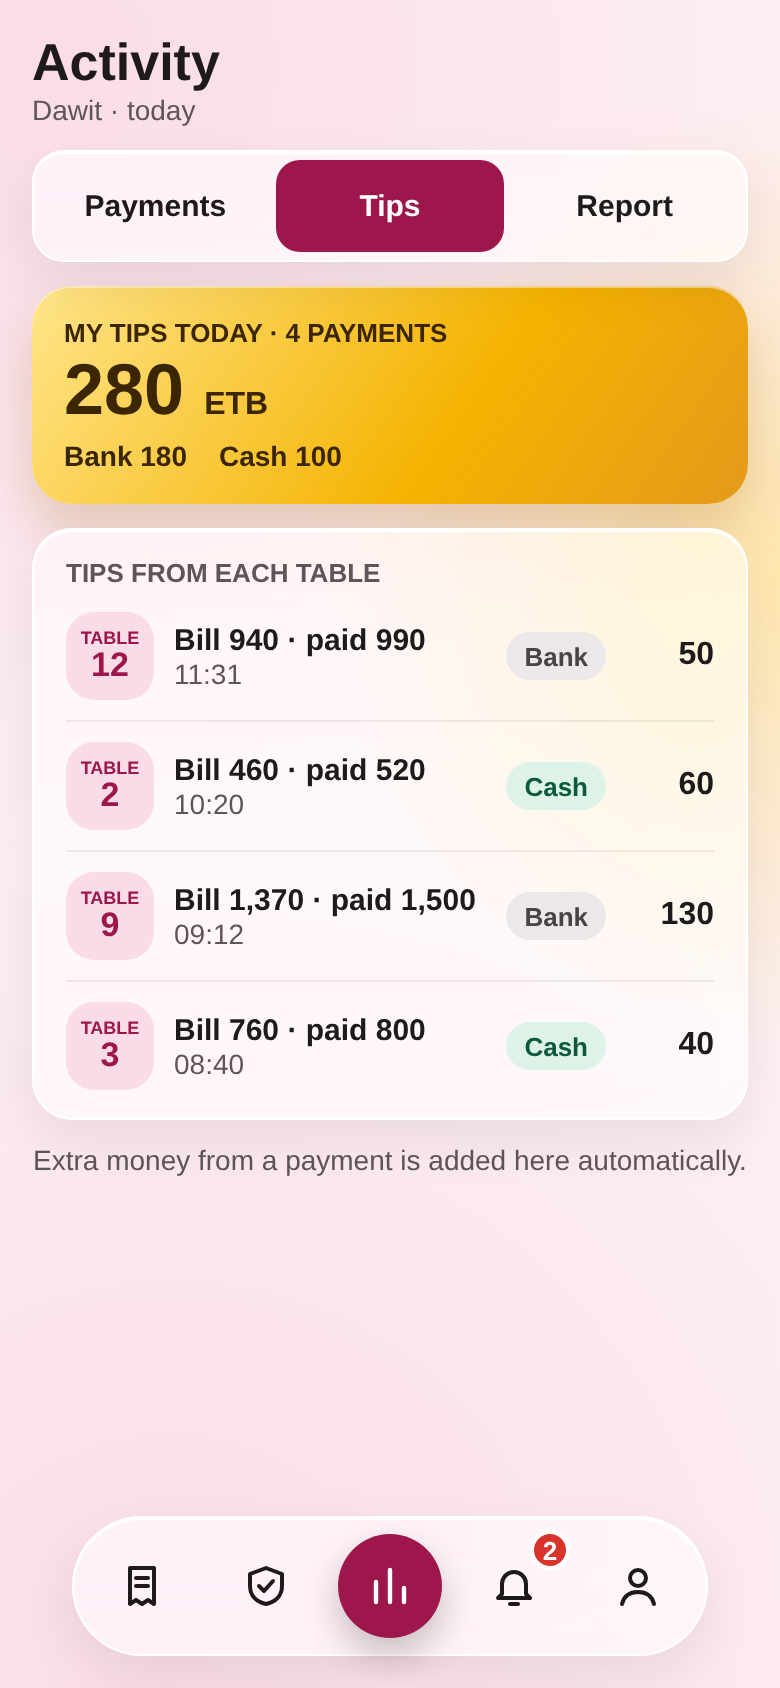 Activity
Dawit · today
Payments Tips Report
MY TIPS TODAY · 4 PAYMENTS
280 ETB
Bank 180 Cash 100
TIPS FROM EACH TABLE
TABLE
12
Bill 940 · paid 990
11:31
Bank
50
TABLE
2
Bill 460 · paid 520
10:20
Cash
60
TABLE
9
Bill 1,370 · paid 1,500
09:12
Bank
130
TABLE
3
Bill 760 · paid 800
08:40
Cash
40
Extra money from a payment is added here automatically.
2